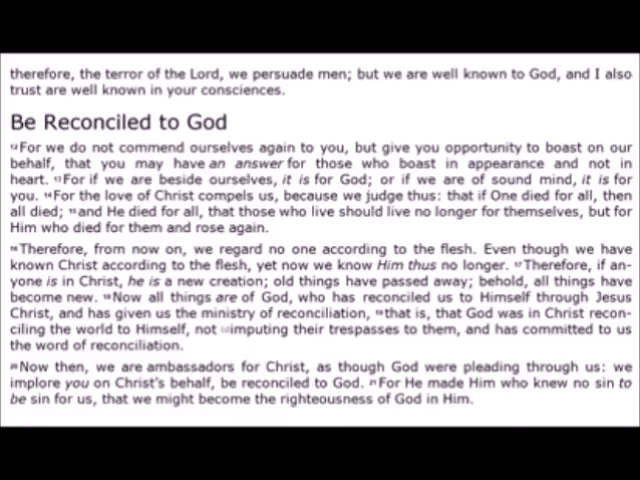 therefore, the terror of the Lord, we persuade men; but we are well known to God, and I also
trust are well known in your consciences.
Be Reconciled to God
¹²For we do not commend ourselves again to you, but give you opportunity to boast on our
behalf, that you may have an answer for those who boast in appearance and not in
heart. ¹³For if we are beside ourselves, it is for God; or if we are of sound mind, it is for
you. ¹⁴For the love of Christ compels us, because we judge thus: that if One died for all, then
all died; ¹⁵and He died for all, that those who live should live no longer for themselves, but for
Him who died for them and rose again.
¹⁶Therefore, from now on, we regard no one according to the flesh. Even though we have
known Christ according to the flesh, yet now we know Him thus no longer. ¹⁷Therefore, if an-
yone is in Christ, he is a new creation; old things have passed away; behold, all things have
become new. ¹⁸Now all things are of God, who has reconciled us to Himself through Jesus
Christ, and has given us the ministry of reconciliation, ¹⁹that is, that God was in Christ recon-
ciling the world to Himself, not imputing their trespasses to them, and has committed to us
the word of reconciliation.
²⁰Now then, we are ambassadors for Christ, as though God were pleading through us: we
implore you on Christ's behalf, be reconciled to God. ²¹For He made Him who knew no sin to
be sin for us, that we might become the righteousness of God in Him.